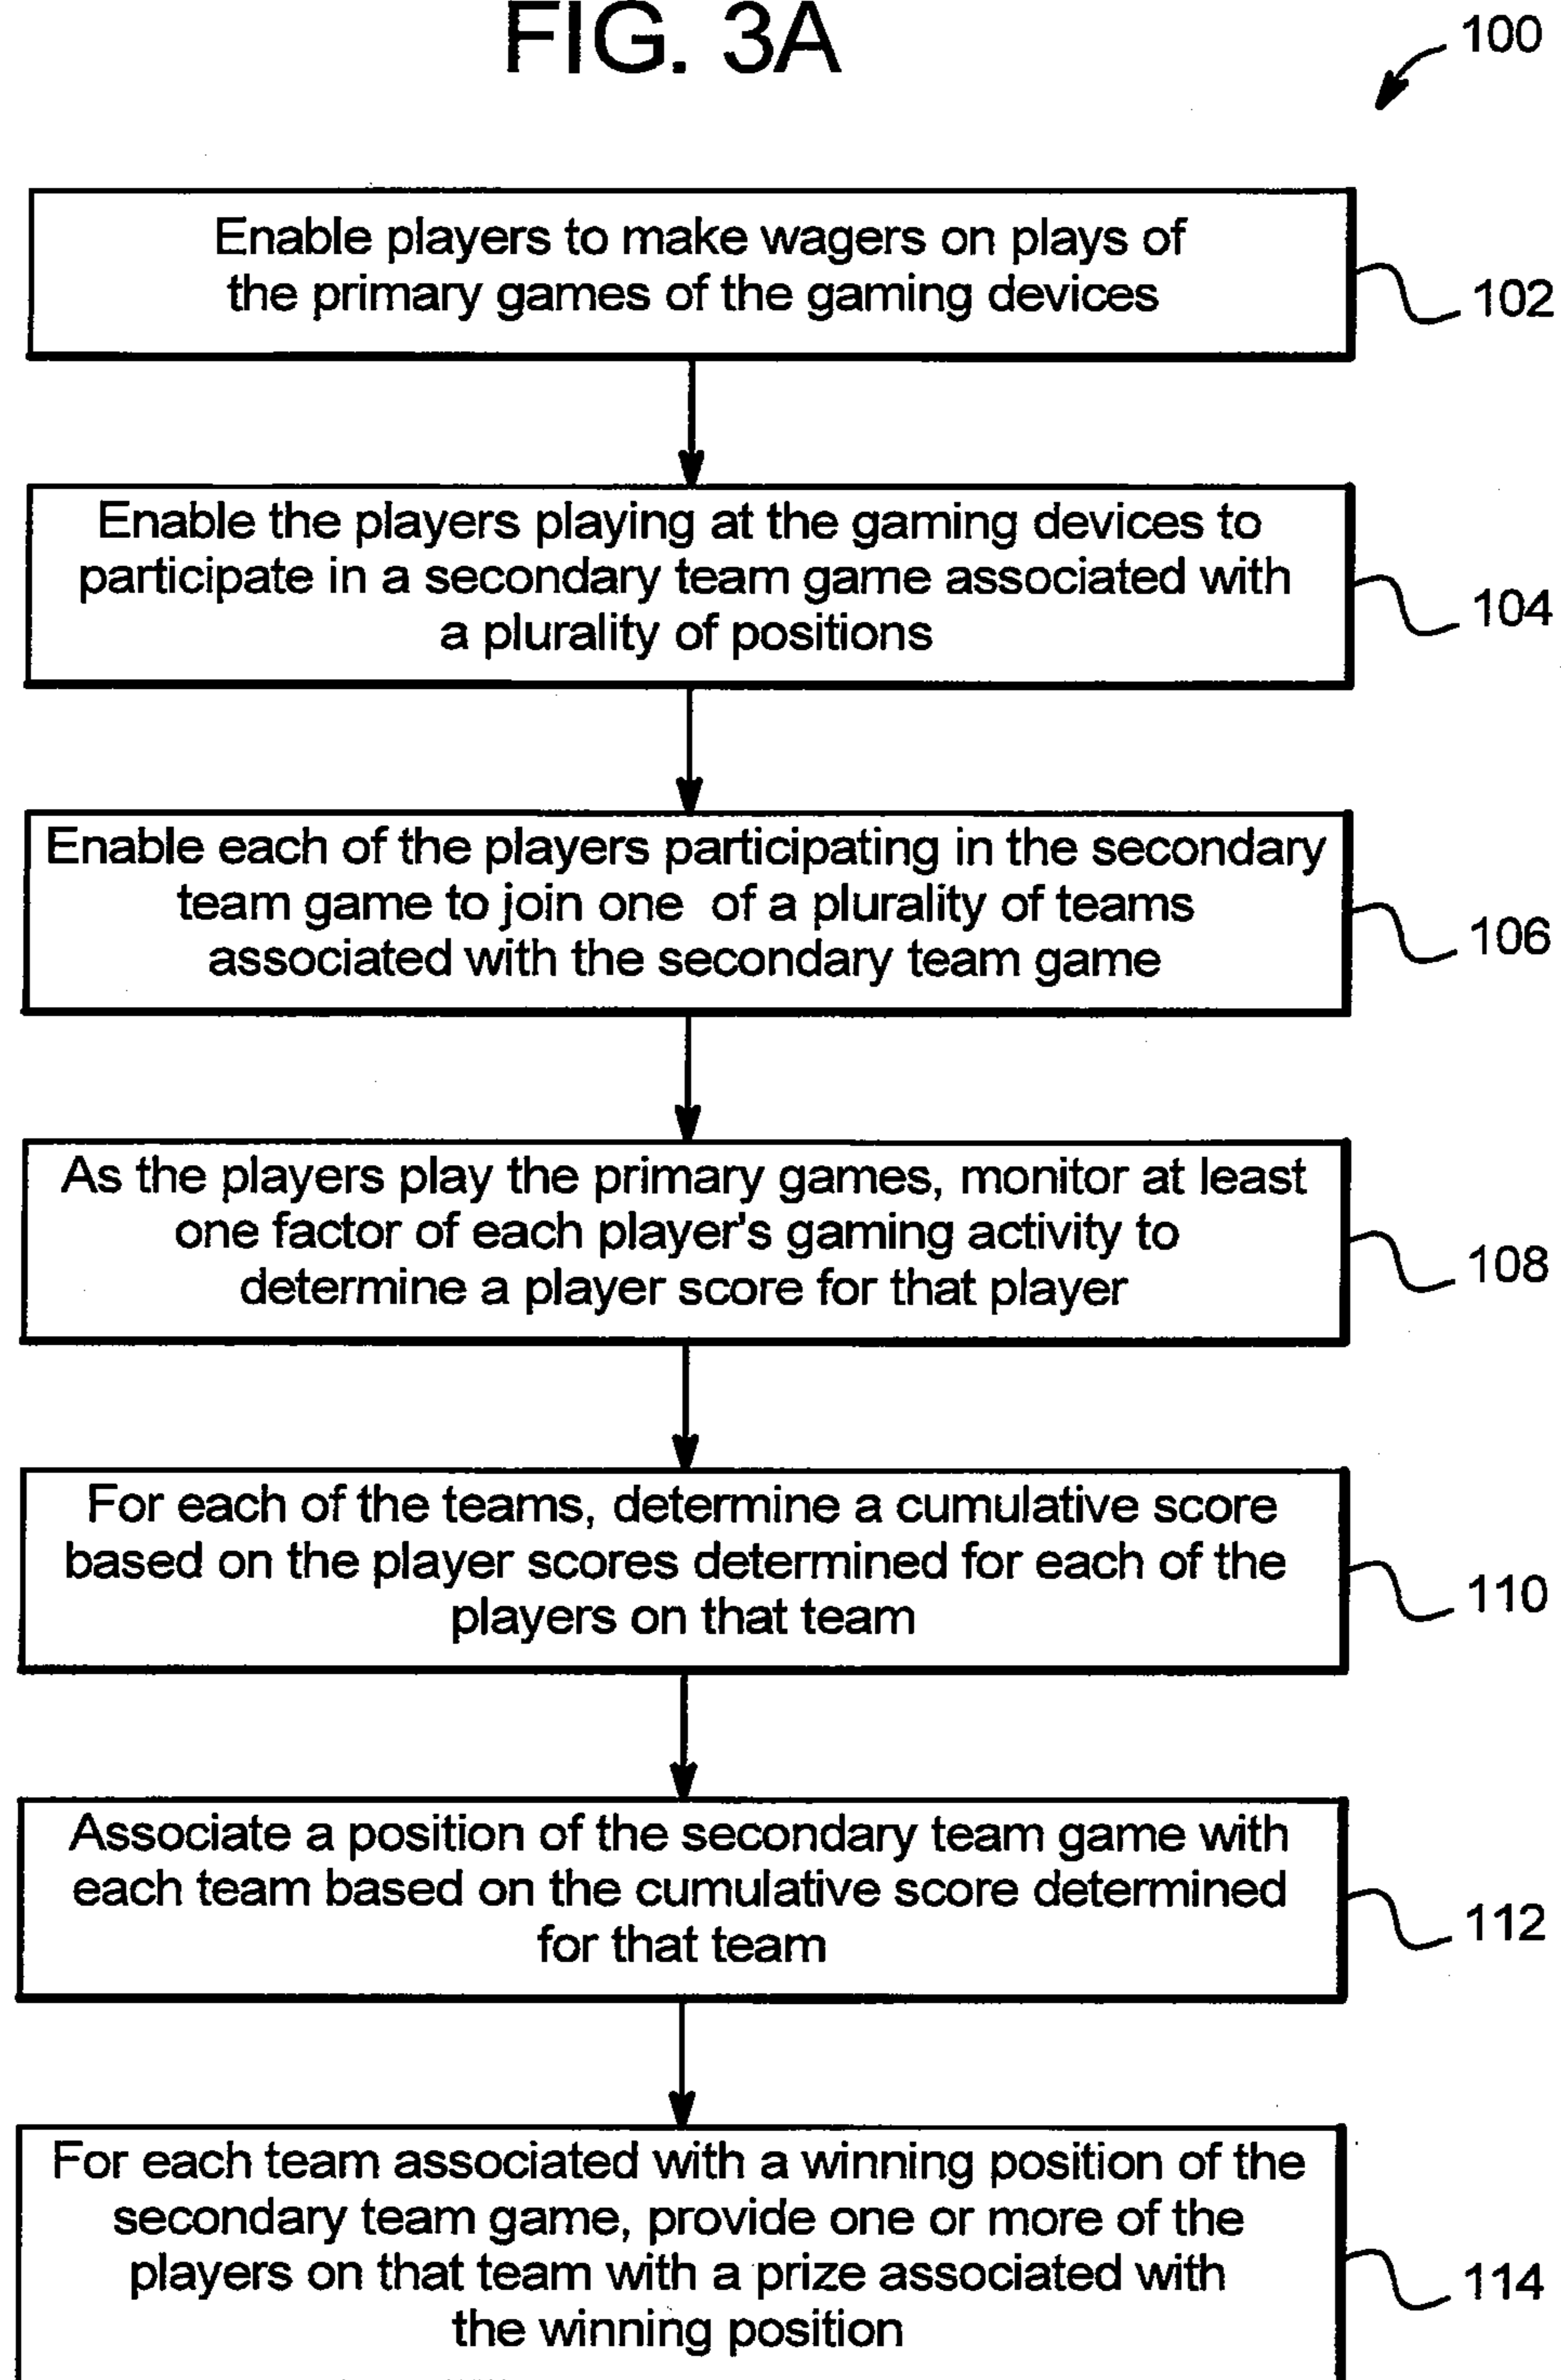 FIG. 3A
100
Enable players to make wagers on plays of
the primary games of the gaming devices
102
Enable the players playing at the gaming devices to
participate in a secondary team game associated with
a plurality of positions
104
Enable each of the players participating in the secondary
team game to join one of a plurality of teams
associated with the secondary team game
106
As the players play the primary games, monitor at least
one factor of each player's gaming activity to
determine a player score for that player
108
For each of the teams, determine a cumulative score
based on the player scores determined for each of the
players on that team
110
Associate a position of the secondary team game with
each team based on the cumulative score determined
for that team
112
For each team associated with a winning position of the
secondary team game, provide one or more of the
players on that team with a prize associated with
the winning position
114